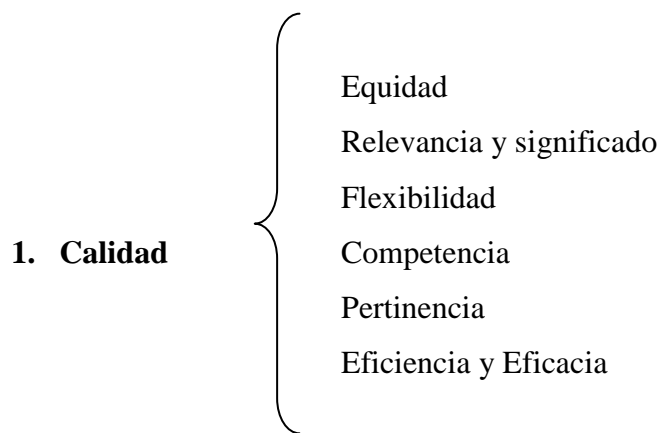 Equidad
Relevancia y significado
Flexibilidad
1. Calidad
Competencia
Pertinencia
Eficiencia y Eficacia